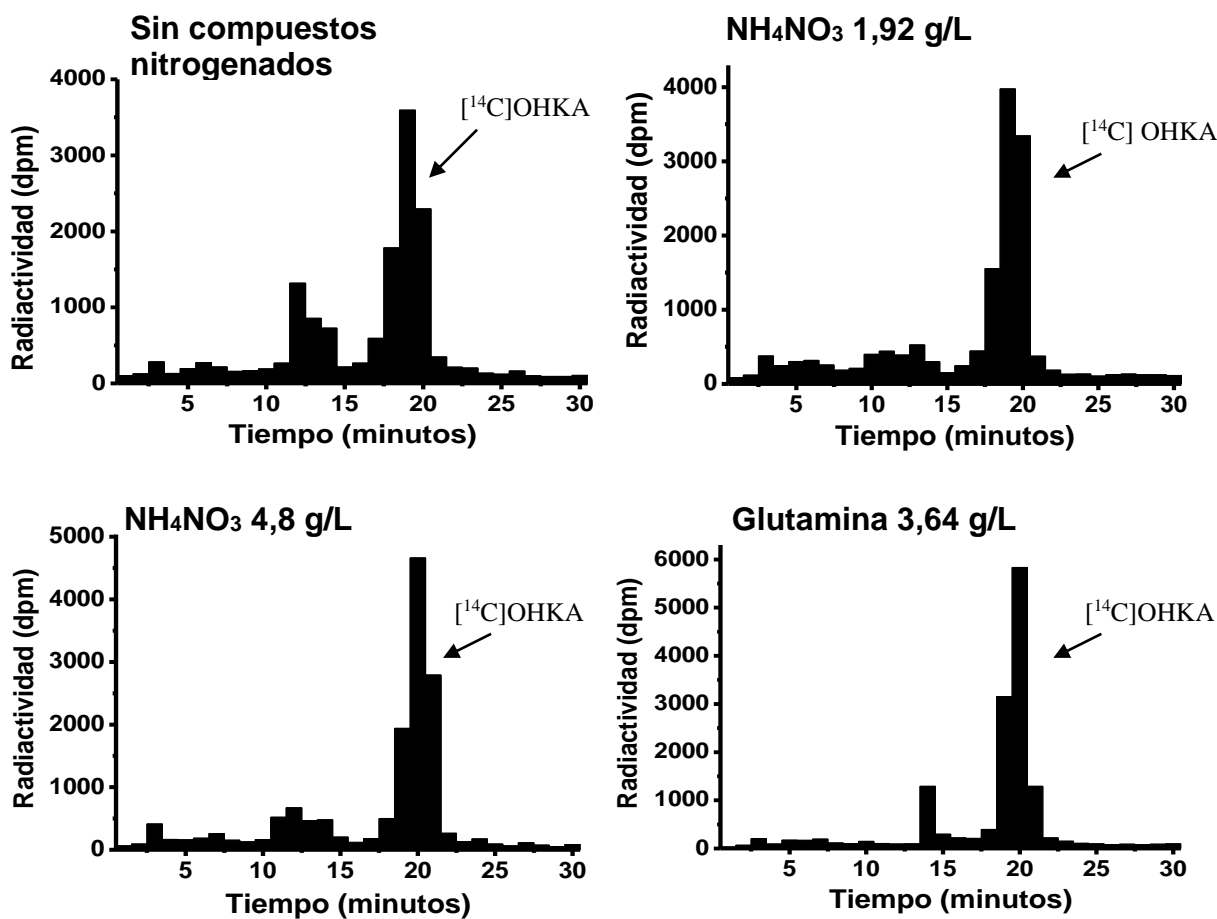 Sin compuestos
nitrogenados
[¹⁴C]OHKA
Radiactividad (dpm)
4000
3000
2000
1000
0
5 10 15 20 25 30
Tiempo (minutos)
NH₄NO₃ 1,92 g/L
[¹⁴C] OHKA
Radiactividad (dpm)
4000
3000
2000
1000
0
5 10 15 20 25 30
Tiempo (minutos)
NH₄NO₃ 4,8 g/L
[¹⁴C]OHKA
Radiactividad (dpm)
5000
4000
3000
2000
1000
0
5 10 15 20 25 30
Tiempo (minutos)
Glutamina 3,64 g/L
[¹⁴C]OHKA
Radiactividad (dpm)
6000
5000
4000
3000
2000
1000
0
5 10 15 20 25 30
Tiempo (minutos)